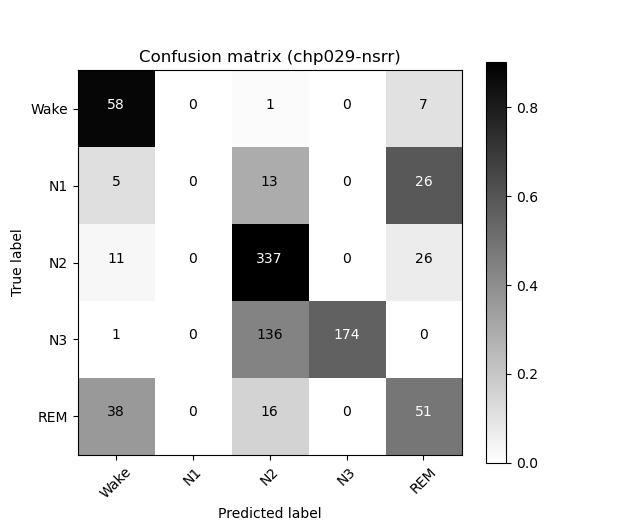 Confusion matrix (chp029-nsrr)
Wake 58 0 1 0 7
N1 5 0 13 0 26
N2 11 0 337 0 26
N3 1 0 136 174 0
REM 38 0 16 0 51
Wake N1 N2 N3 REM
Predicted label
True label
0.8
0.6
0.4
0.2
0.0